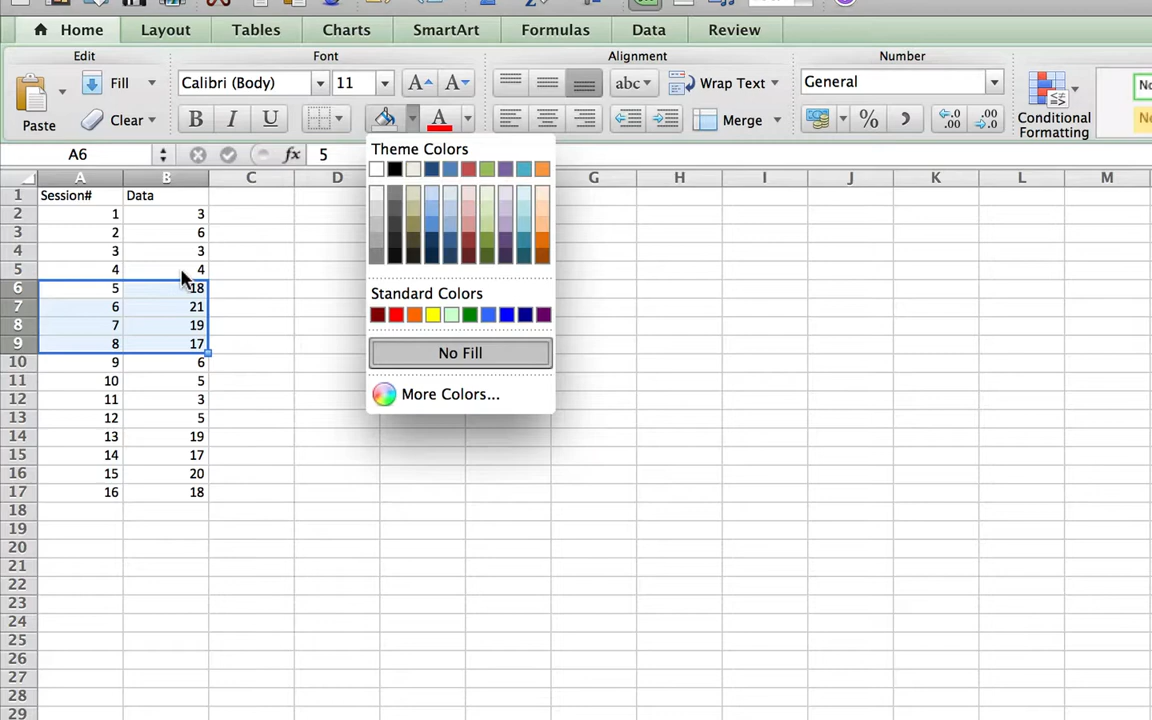 Home Layout Tables Charts SmartArt Formulas Data Review
Edit Font Alignment Number
Fill Calibri (Body) 11 A A abc Wrap Text General
Paste Clear B I U A Merge % Conditional Formatting
A6 fx 5
A B C D G H I J K L M
1 Session# Data
2 1 3
3 2 6
4 3 3
5 4 4
6 5 18
7 6 21
8 7 19
9 8 17
10 9 6
11 10 5
12 11 3
13 12 5
14 13 19
15 14 17
16 15 20
17 16 18
18
19
20
21
22
23
24
25
26
27
28
29
Theme Colors
Standard Colors
No Fill
More Colors...